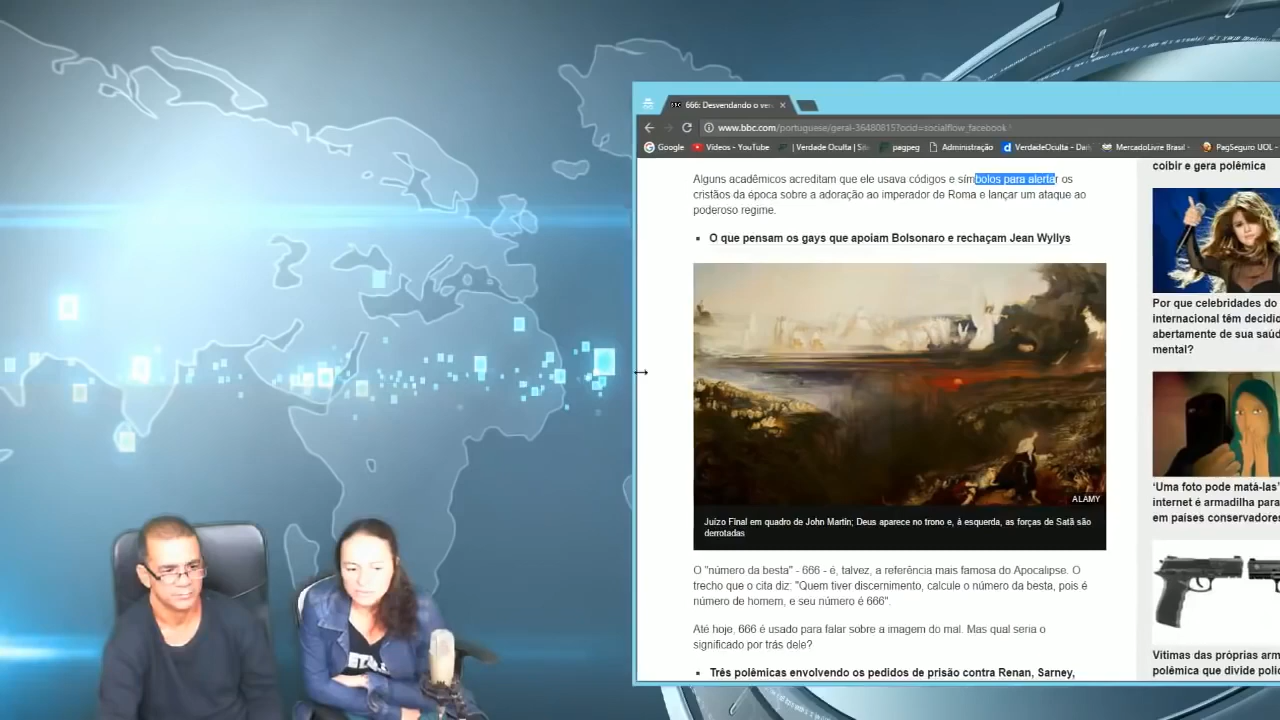 BBC 666: Desvendando o ver
www.bbc.com/portuguese/geral-36480815?ocid=socialflow_facebook
Google Vídeos - YouTube | Verdade Oculta | Sit pagpeg Administração VerdadeOculta - Dail MercadoLivre Brasil - PagSeguro UOL -
Alguns acadêmicos acreditam que ele usava códigos e símbolos para alertar os
cristãos da época sobre a adoração ao imperador de Roma e lançar um ataque ao
poderoso regime.
O que pensam os gays que apoiam Bolsonaro e rechaçam Jean Wyllys
ALAMY
Juízo Final em quadro de John Martin; Deus aparece no trono e, à esquerda, as forças de Satã são
derrotadas
O "número da besta" - 666 - é, talvez, a referência mais famosa do Apocalipse. O
trecho que o cita diz: "Quem tiver discernimento, calcule o número da besta, pois é
número de homem, e seu número é 666".
Até hoje, 666 é usado para falar sobre a imagem do mal. Mas qual seria o
significado por trás dele?
Três polêmicas envolvendo os pedidos de prisão contra Renan, Sarney,
coibir e gera polêmica
Por que celebridades do
internacional têm decidid
abertamente de sua saúd
mental?
'Uma foto pode matá-las'
internet é armadilha para
em países conservadores
Vítimas das próprias arm
polêmica que divide polic